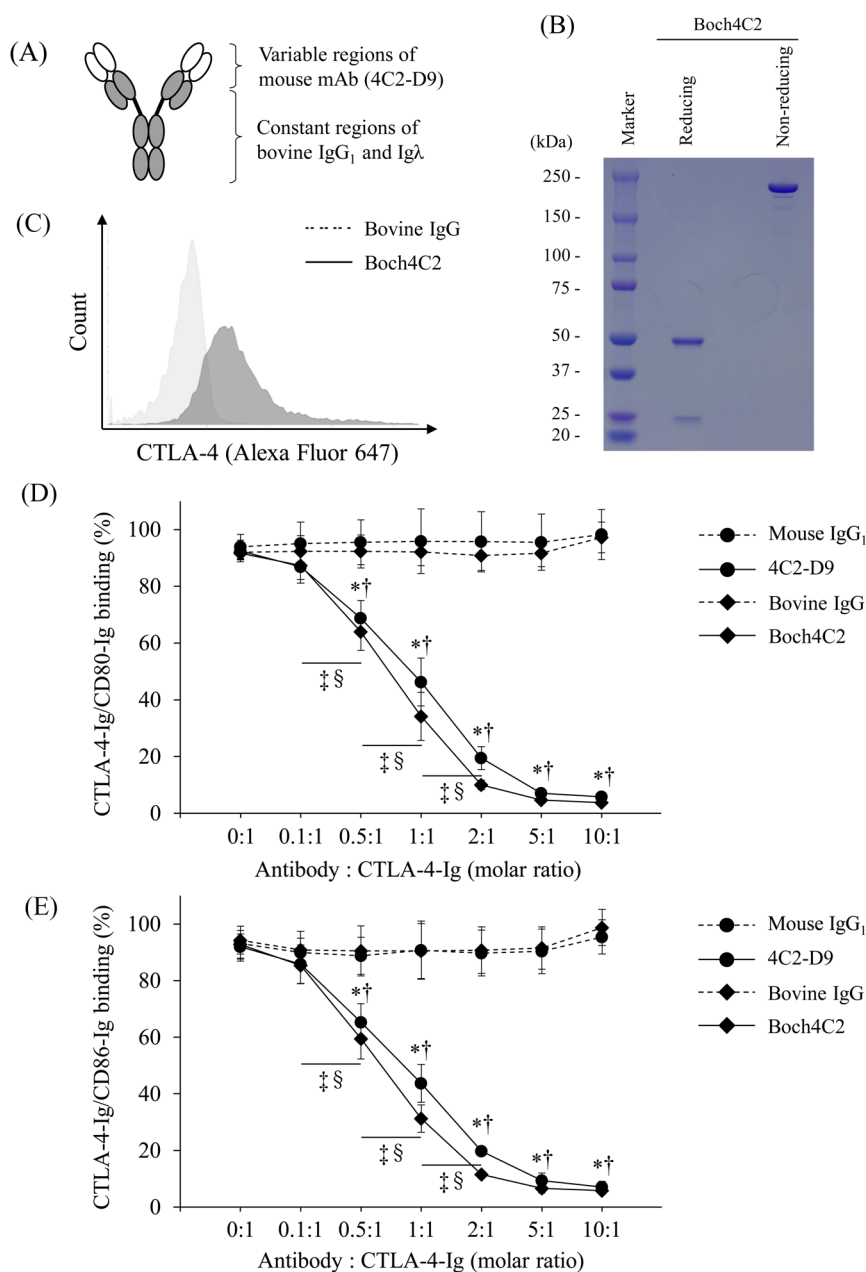 (A)
Variable regions of
mouse mAb (4C2-D9)
Constant regions of
bovine IgG₁ and Igλ
(B)
Boch4C2
(kDa)
Marker
Reducing
Non-reducing
250 -
150 -
100 -
75 -
50 -
37 -
25 -
20 -
(C)
Bovine IgG
Boch4C2
Count
CTLA-4 (Alexa Fluor 647)
(D)
CTLA-4-Ig/CD80-Ig binding (%)
100
80
60
40
20
0
*†
*†
*†
*†
*†
‡§
‡§
‡§
0:1 0.1:1 0.5:1 1:1 2:1 5:1 10:1
Antibody : CTLA-4-Ig (molar ratio)
Mouse IgG₁
4C2-D9
Bovine IgG
Boch4C2
(E)
CTLA-4-Ig/CD86-Ig binding (%)
100
80
60
40
20
0
*†
*†
*†
*†
*†
‡§
‡§
‡§
0:1 0.1:1 0.5:1 1:1 2:1 5:1 10:1
Antibody : CTLA-4-Ig (molar ratio)
Mouse IgG₁
4C2-D9
Bovine IgG
Boch4C2